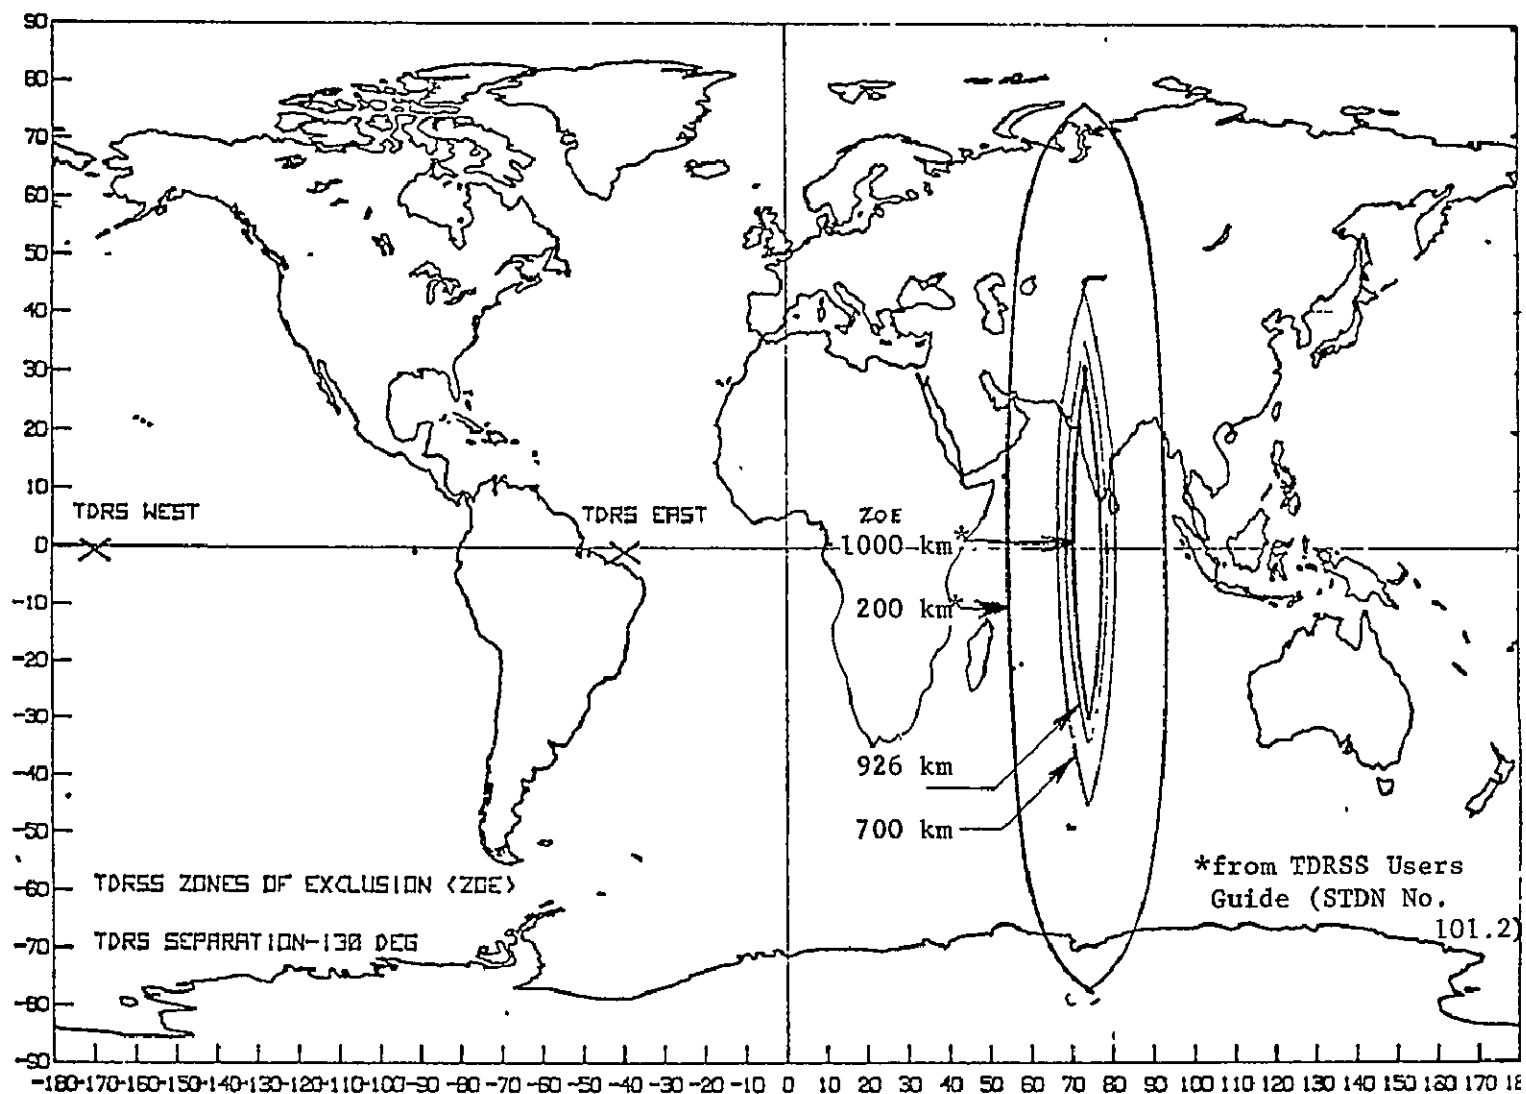 90
80
70
60
50
40
30
20
10
0
-10
-20
-30
-40
-50
-60
-70
-80
-90
TDRS WEST
TDRS EAST
ZOE
1000 km*
200 km*
926 km
700 km
*from TDRSS Users
Guide (STDN No.
101.2)
TDRSS ZONES OF EXCLUSION (ZOE)
TDRS SEPARATION-130 DEG
-180-170-160-150-140-130-120-110-100-90 -80 -70 -60 -50 -40 -30 -20 -10 0 10 20 30 40 50 60 70 80 90 100 110 120 130 140 150 160 170 18